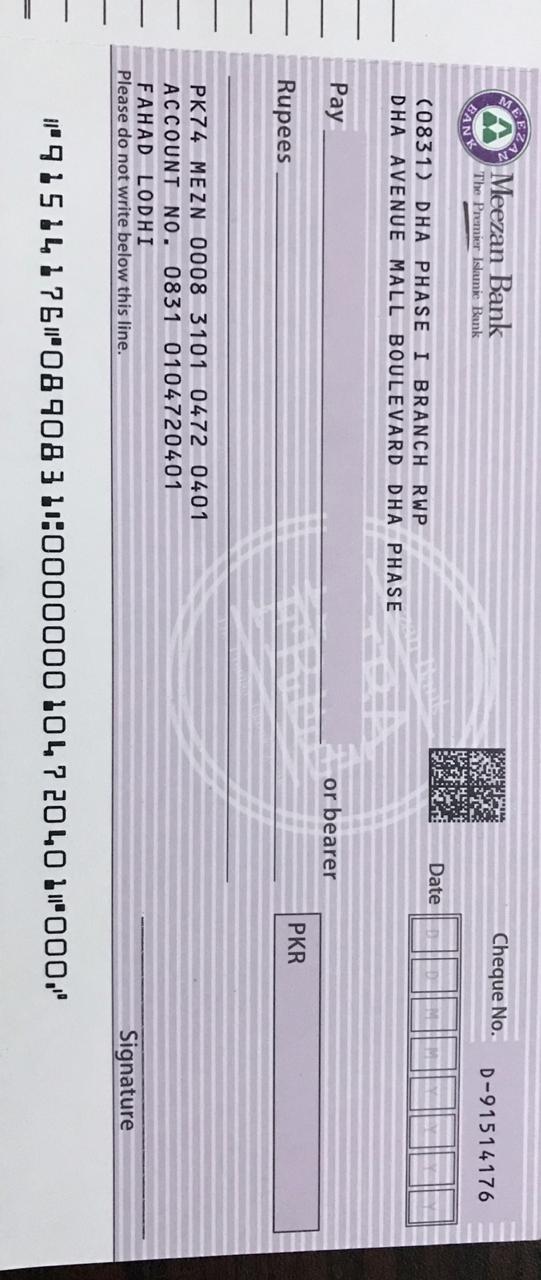 MEEZAN BANK
Meezan Bank
The Premier Islamic Bank
Cheque No. D-91514176
(0831) DHA PHASE I BRANCH RWP
DHA AVENUE MALL BOULEVARD DHA PHASE
Date D D M M Y Y Y Y
Pay or bearer
Rupees PKR
PK74 MEZN 0008 3101 0472 0401
ACCOUNT NO. 0831 0104720401
FAHAD LODHI
Please do not write below this line.
Signature
⑈91514176⑈0890831⑆0000000104720401⑈000⑈